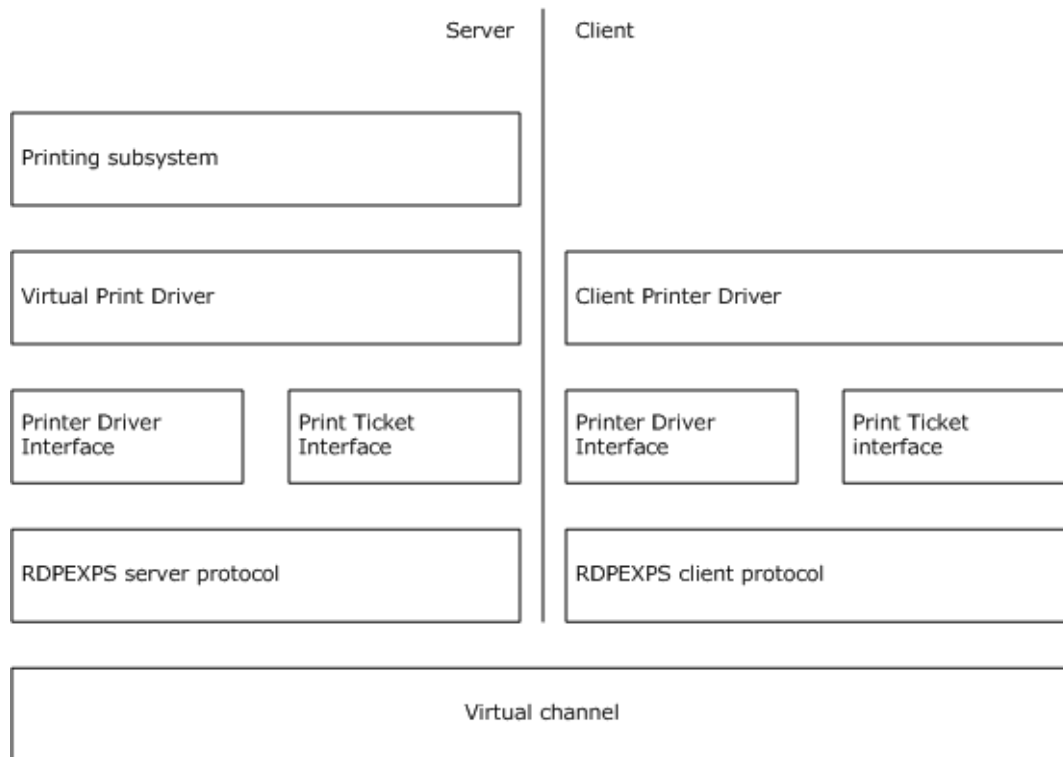 Server
Client
Printing subsystem
Virtual Print Driver
Client Printer Driver
Printer Driver
Interface
Print Ticket
Interface
Printer Driver
Interface
Print Ticket
interface
RDPEXPS server protocol
RDPEXPS client protocol
Virtual channel